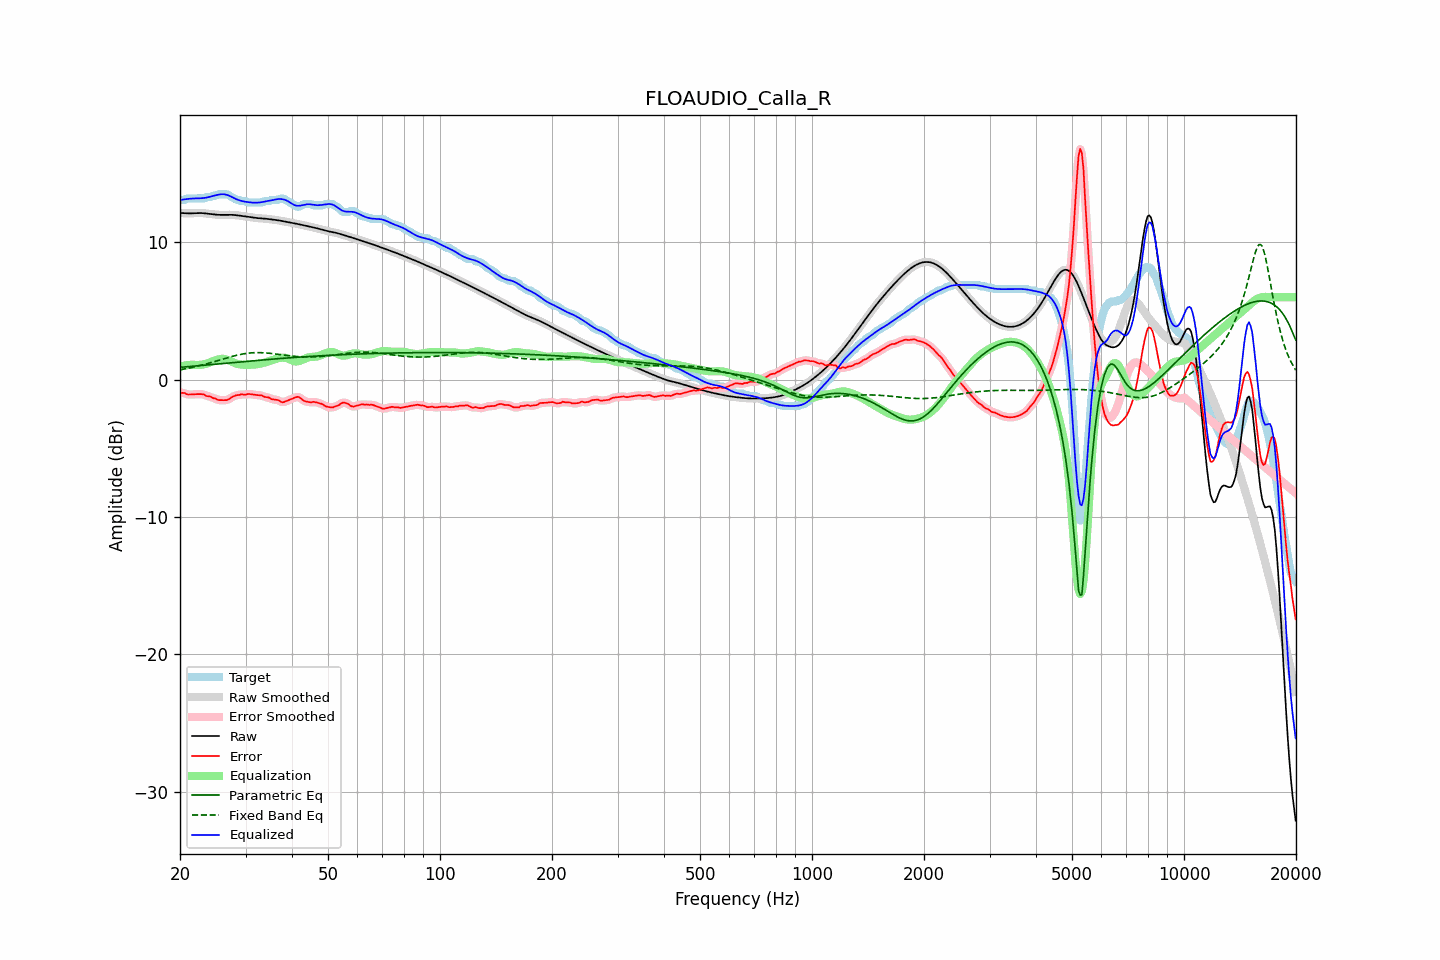 FLOAUDIO_Calla_R
Amplitude (dBr)
10
0
−10
−20
−30
Target
Raw Smoothed
Error Smoothed
Raw
Error
Equalization
Parametric Eq
Fixed Band Eq
Equalized
20 50 100 200 500 1000 2000 5000 10000 20000
Frequency (Hz)